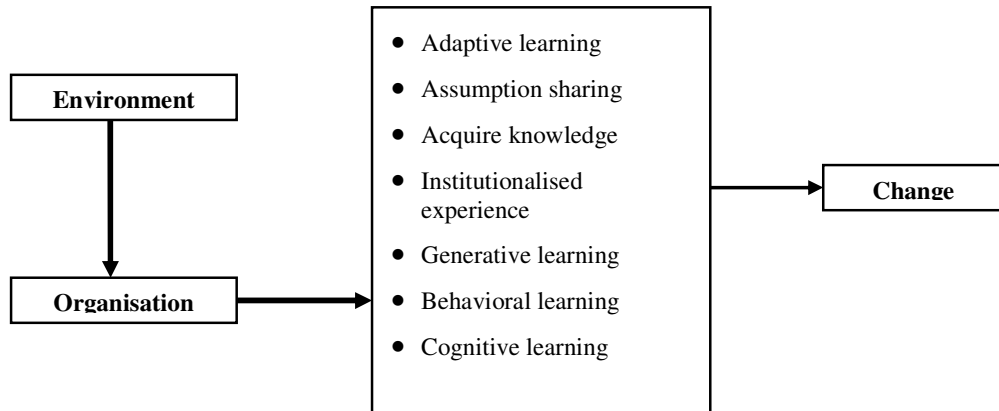 Environment
Organisation
● Adaptive learning
● Assumption sharing
● Acquire knowledge
● Institutionalised
experience
● Generative learning
● Behavioral learning
● Cognitive learning
Change